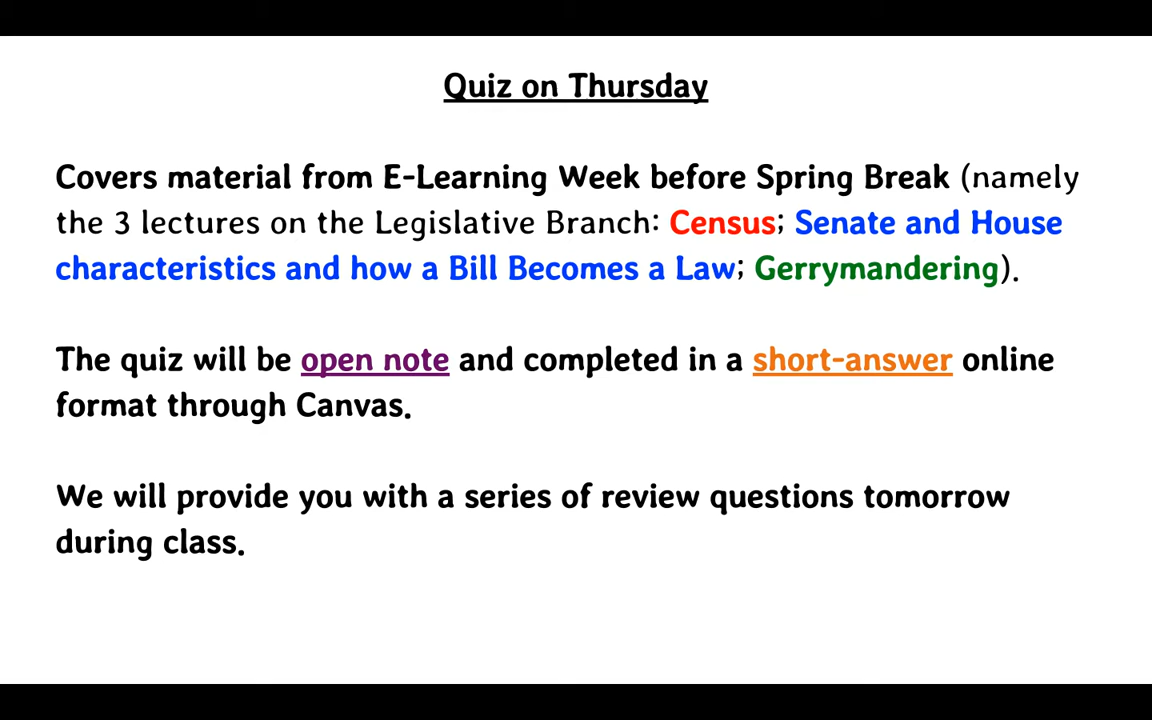 Quiz on Thursday
Covers material from E-Learning Week before Spring Break (namely
the 3 lectures on the Legislative Branch: Census; Senate and House
characteristics and how a Bill Becomes a Law; Gerrymandering).
The quiz will be open note and completed in a short-answer online
format through Canvas.
We will provide you with a series of review questions tomorrow
during class.